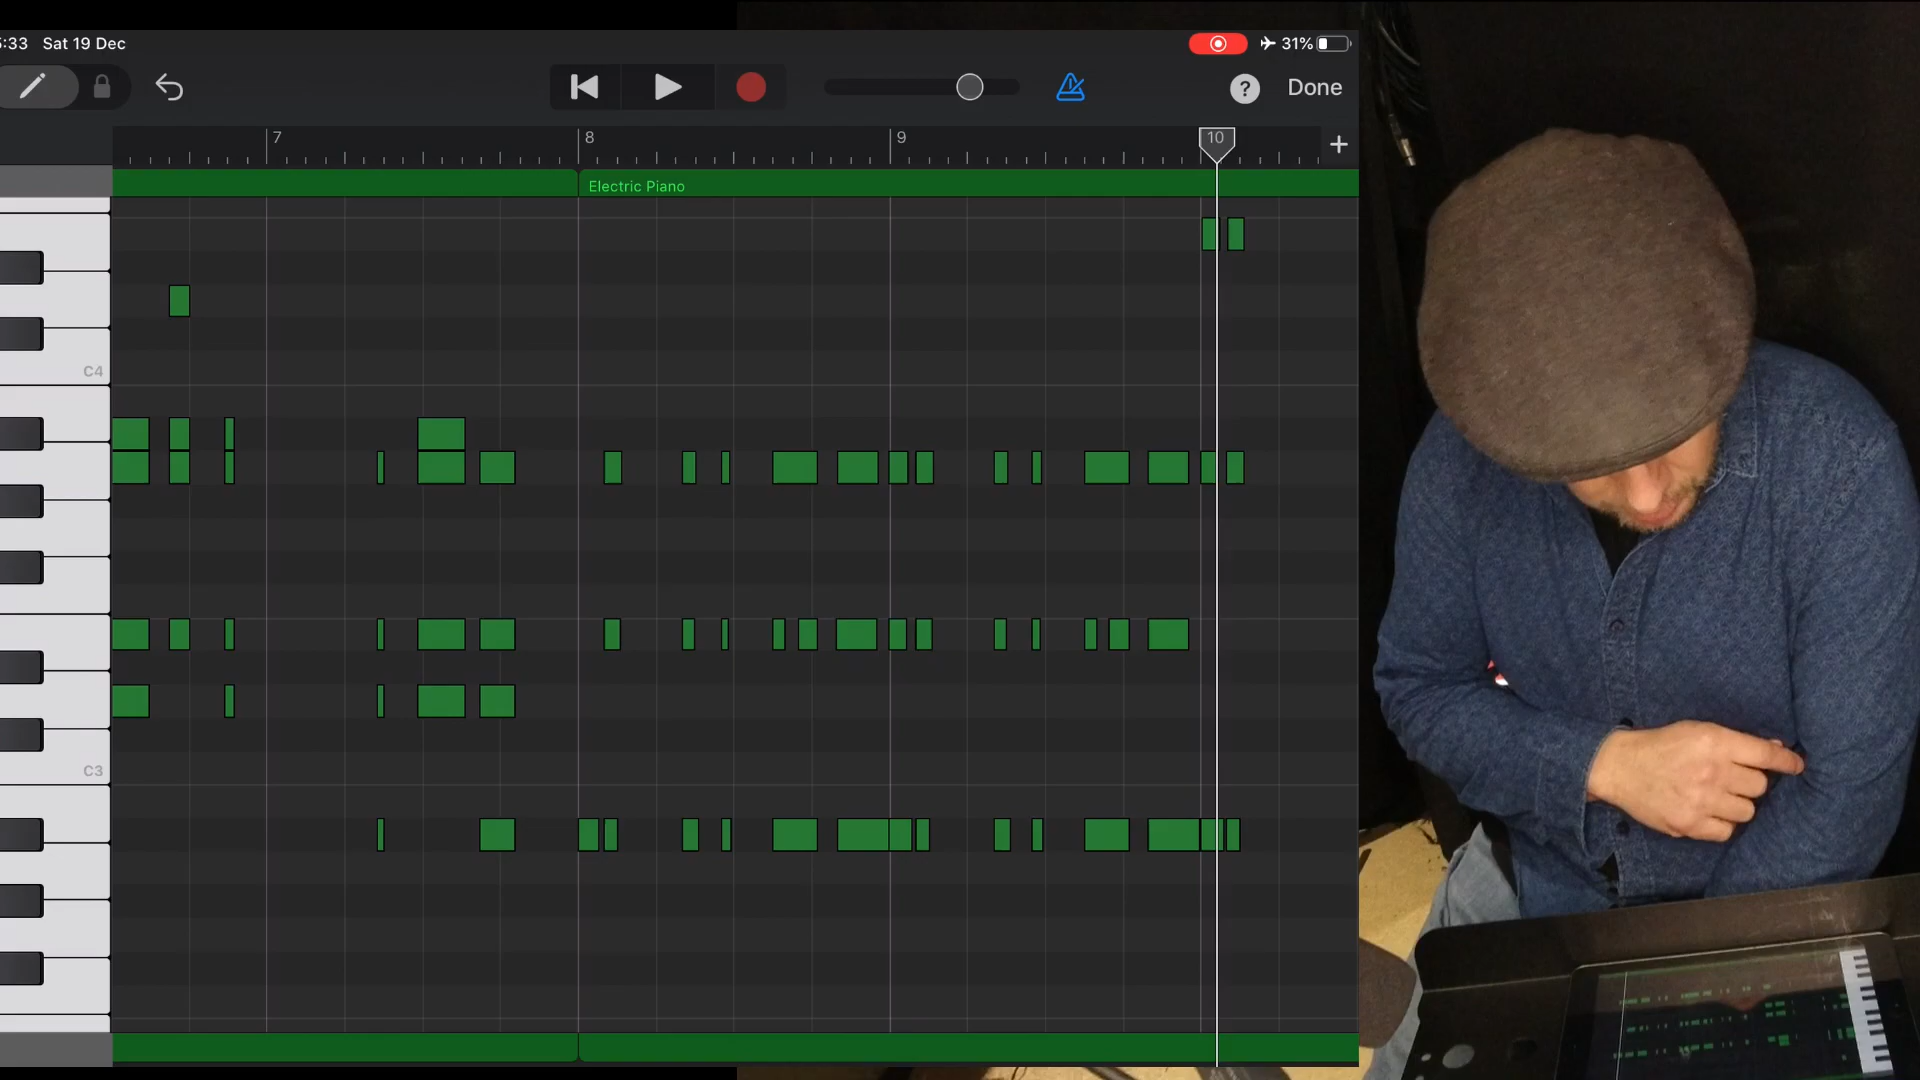 :33 Sat 19 Dec
31%
? Done
7 8 9 10 +
Electric Piano
C4
C3